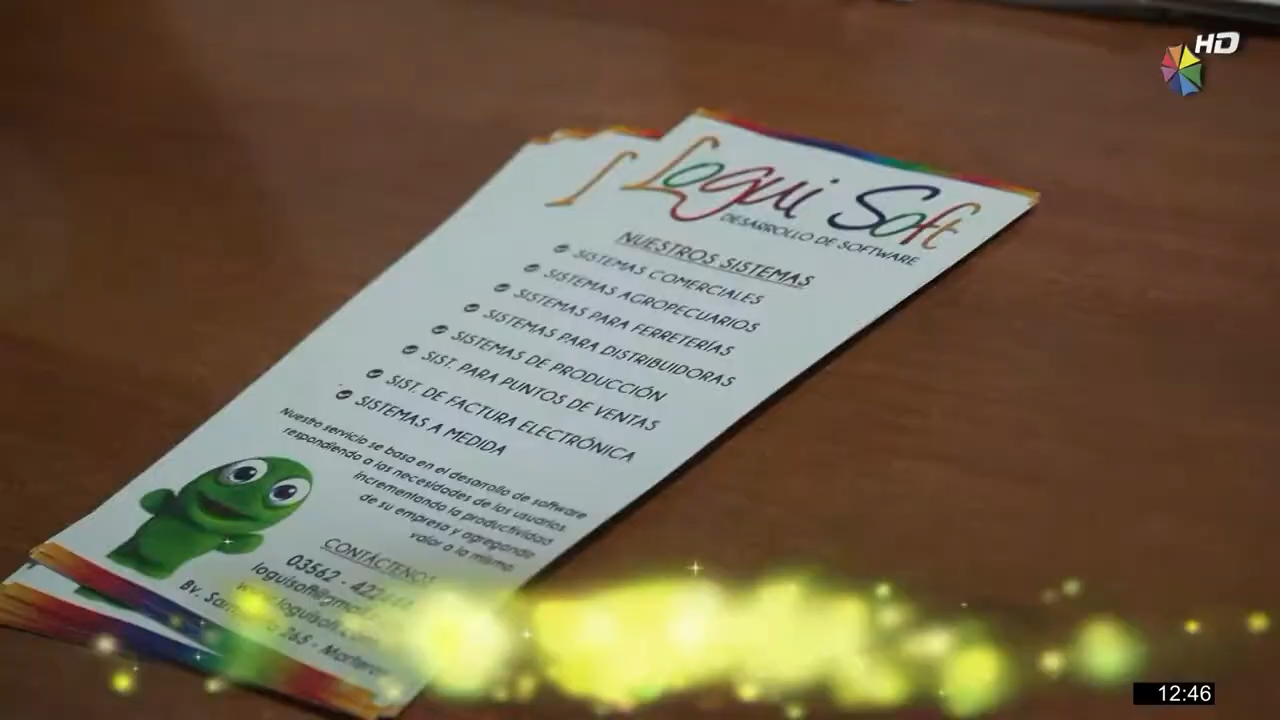 HD
Logui Soft
DESARROLLO DE SOFTWARE
NUESTROS SISTEMAS
SISTEMAS COMERCIALES
SISTEMAS AGROPECUARIOS
SISTEMAS PARA FERRETERÍAS
SISTEMAS PARA DISTRIBUIDORAS
SISTEMAS DE PRODUCCIÓN
SIST. PARA PUNTOS DE VENTAS
SIST. DE FACTURA ELECTRÓNICA
SISTEMAS A MEDIDA
Nuestro servicio se basa en el desarrollo de software
respondiendo a las necesidades de los usuarios,
incrementando la productividad
de su empresa y agregando
valor a la misma.
CONTÁCTENOS
03562 -
Bv. 265 -
12:46